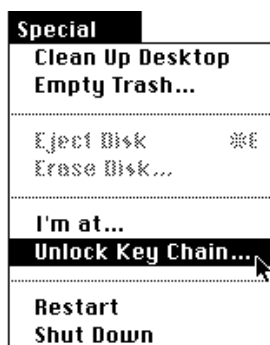 Special
Clean Up Desktop
Empty Trash...
Eject Disk ⌘E
Erase Disk...
I'm at...
Unlock Key Chain...
Restart
Shut Down